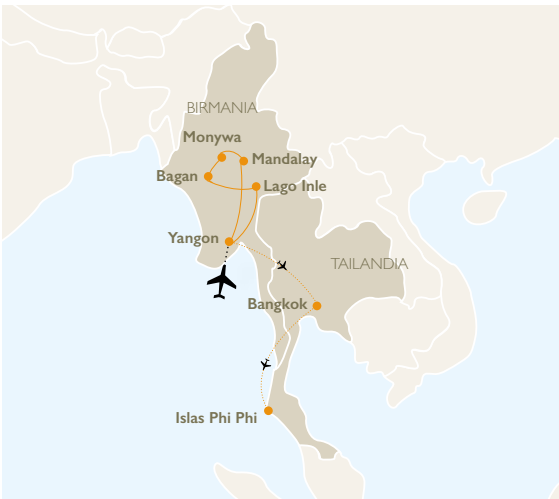 BIRMANIA
Monywa
Mandalay
Bagan
Lago Inle
Yangon
TAILANDIA
Bangkok
Islas Phi Phi